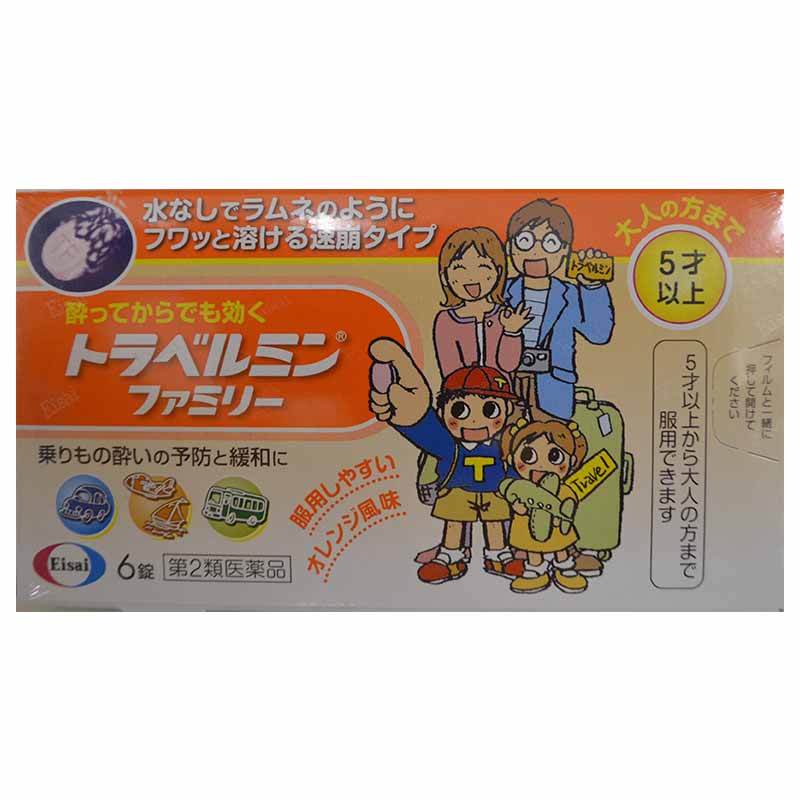 水なしでラムネのように
フワッと溶ける速崩タイプ
大人の方まで
5才
以上
トラベルミン
酔ってからでも効く
トラベルミン®
ファミリー
フィルムと一緒に
押して開けて
ください
5才以上から大人の方まで
服用できます
T
T
Travel
乗りもの酔いの予防と緩和に
服用しやすい
オレンジ風味
Eisai
6錠
第2類医薬品
Eisai
Eisai